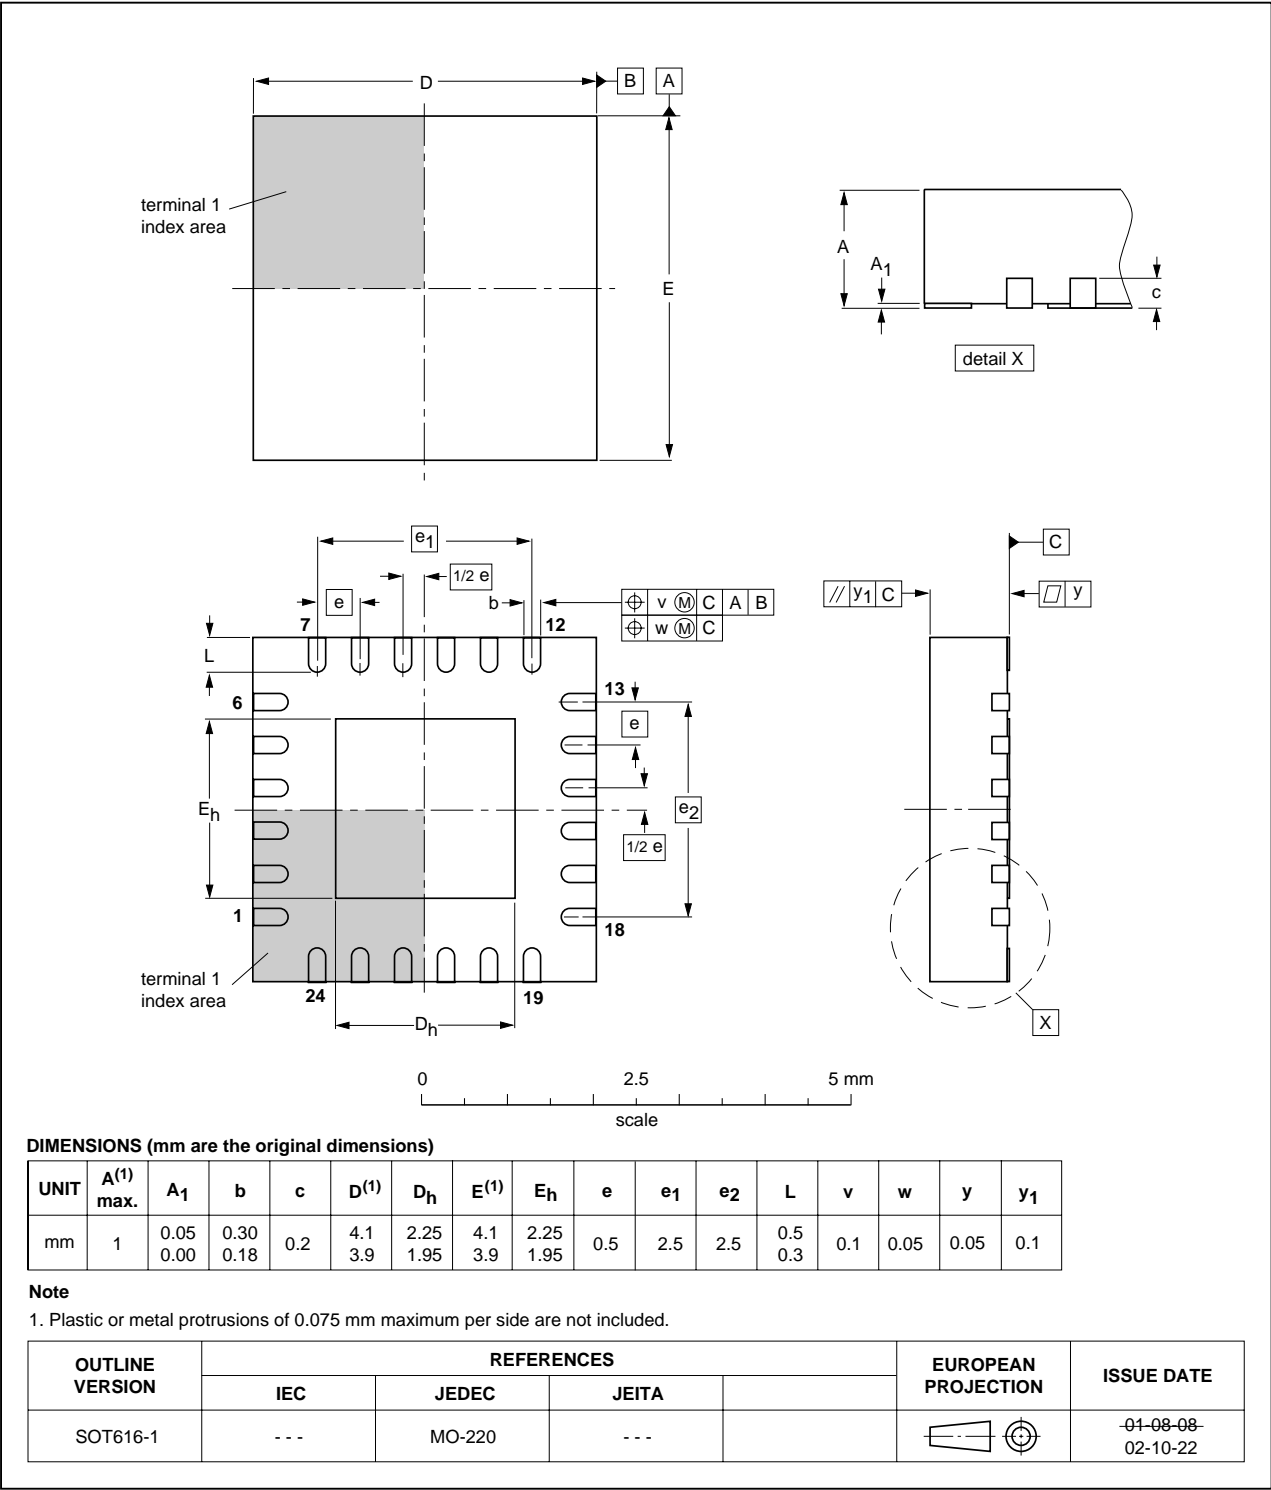 D
B
A
terminal 1
index area
E
A
A1
c
detail X
e1
e
1/2 e
b
v M C A B
w M C
C
// y1 C
y
7
12
L
6
13
e
Eh
e2
1/2 e
1
18
terminal 1
index area
24
19
Dh
X
0
2.5
5 mm
scale
DIMENSIONS (mm are the original dimensions)
UNIT A(1) max. A1 b c D(1) Dh E(1) Eh e e1 e2 L v w y y1
mm 1 0.05 0.00 0.30 0.18 0.2 4.1 3.9 2.25 1.95 4.1 3.9 2.25 1.95 0.5 2.5 2.5 0.5 0.3 0.1 0.05 0.05 0.1
Note
1. Plastic or metal protrusions of 0.075 mm maximum per side are not included.
OUTLINE VERSION
REFERENCES
EUROPEAN PROJECTION
ISSUE DATE
IEC JEDEC JEITA
SOT616-1 - - - MO-220 - - -
01-08-08
02-10-22